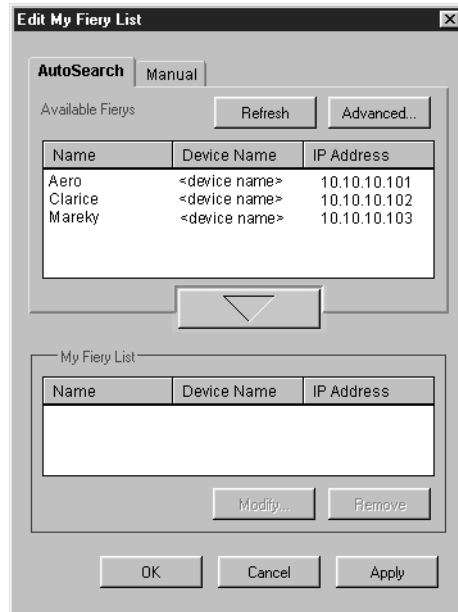 Edit My Fiery List
AutoSearch Manual
Available Fierys Refresh Advanced...
Name Device Name IP Address
Aero <device name> 10.10.10.101
Clarice <device name> 10.10.10.102
Mareky <device name> 10.10.10.103
My Fiery List
Name Device Name IP Address
Modify... Remove
OK Cancel Apply